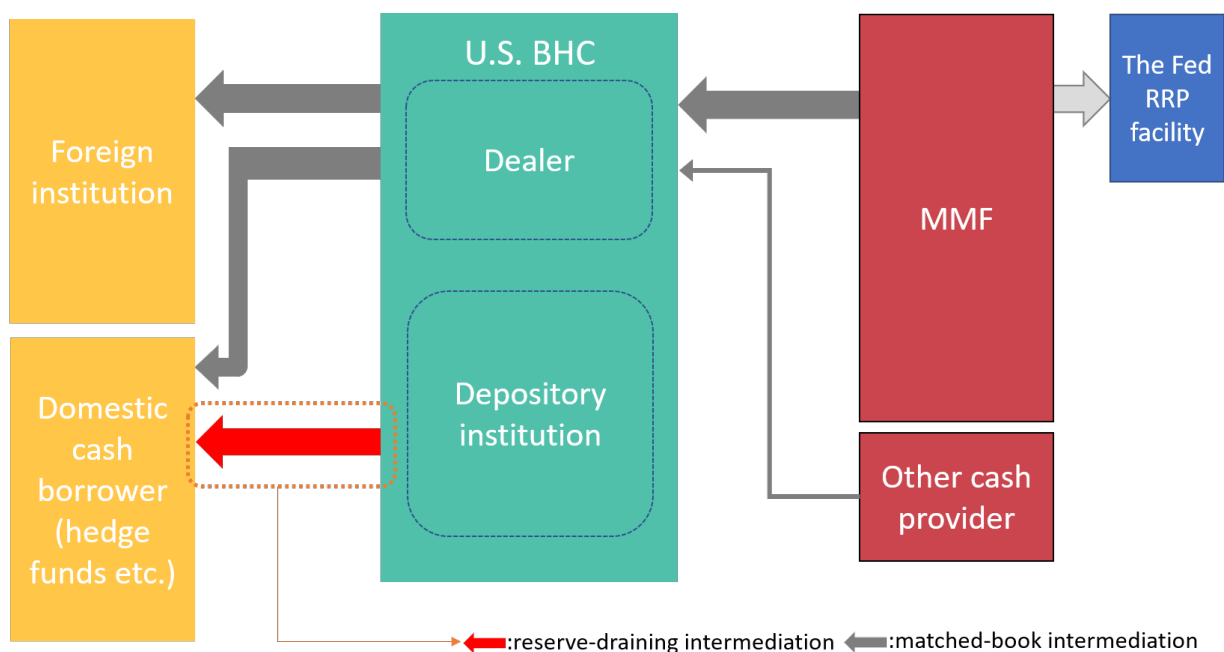 Foreign
institution
Domestic
cash
borrower
(hedge
funds etc.)
U.S. BHC
Dealer
Depository
institution
MMF
Other cash
provider
The Fed
RRP
facility
:reserve-draining intermediation
:matched-book intermediation